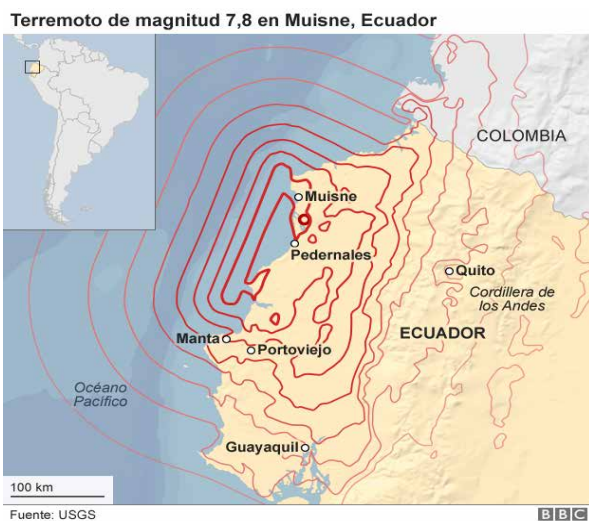 Terremoto de magnitud 7,8 en Muisne, Ecuador
COLOMBIA
Muisne
Pedernales
Quito
Cordillera de
los Andes
ECUADOR
Manta
Portoviejo
Océano
Pacífico
Guayaquil
100 km
Fuente: USGS
BBC